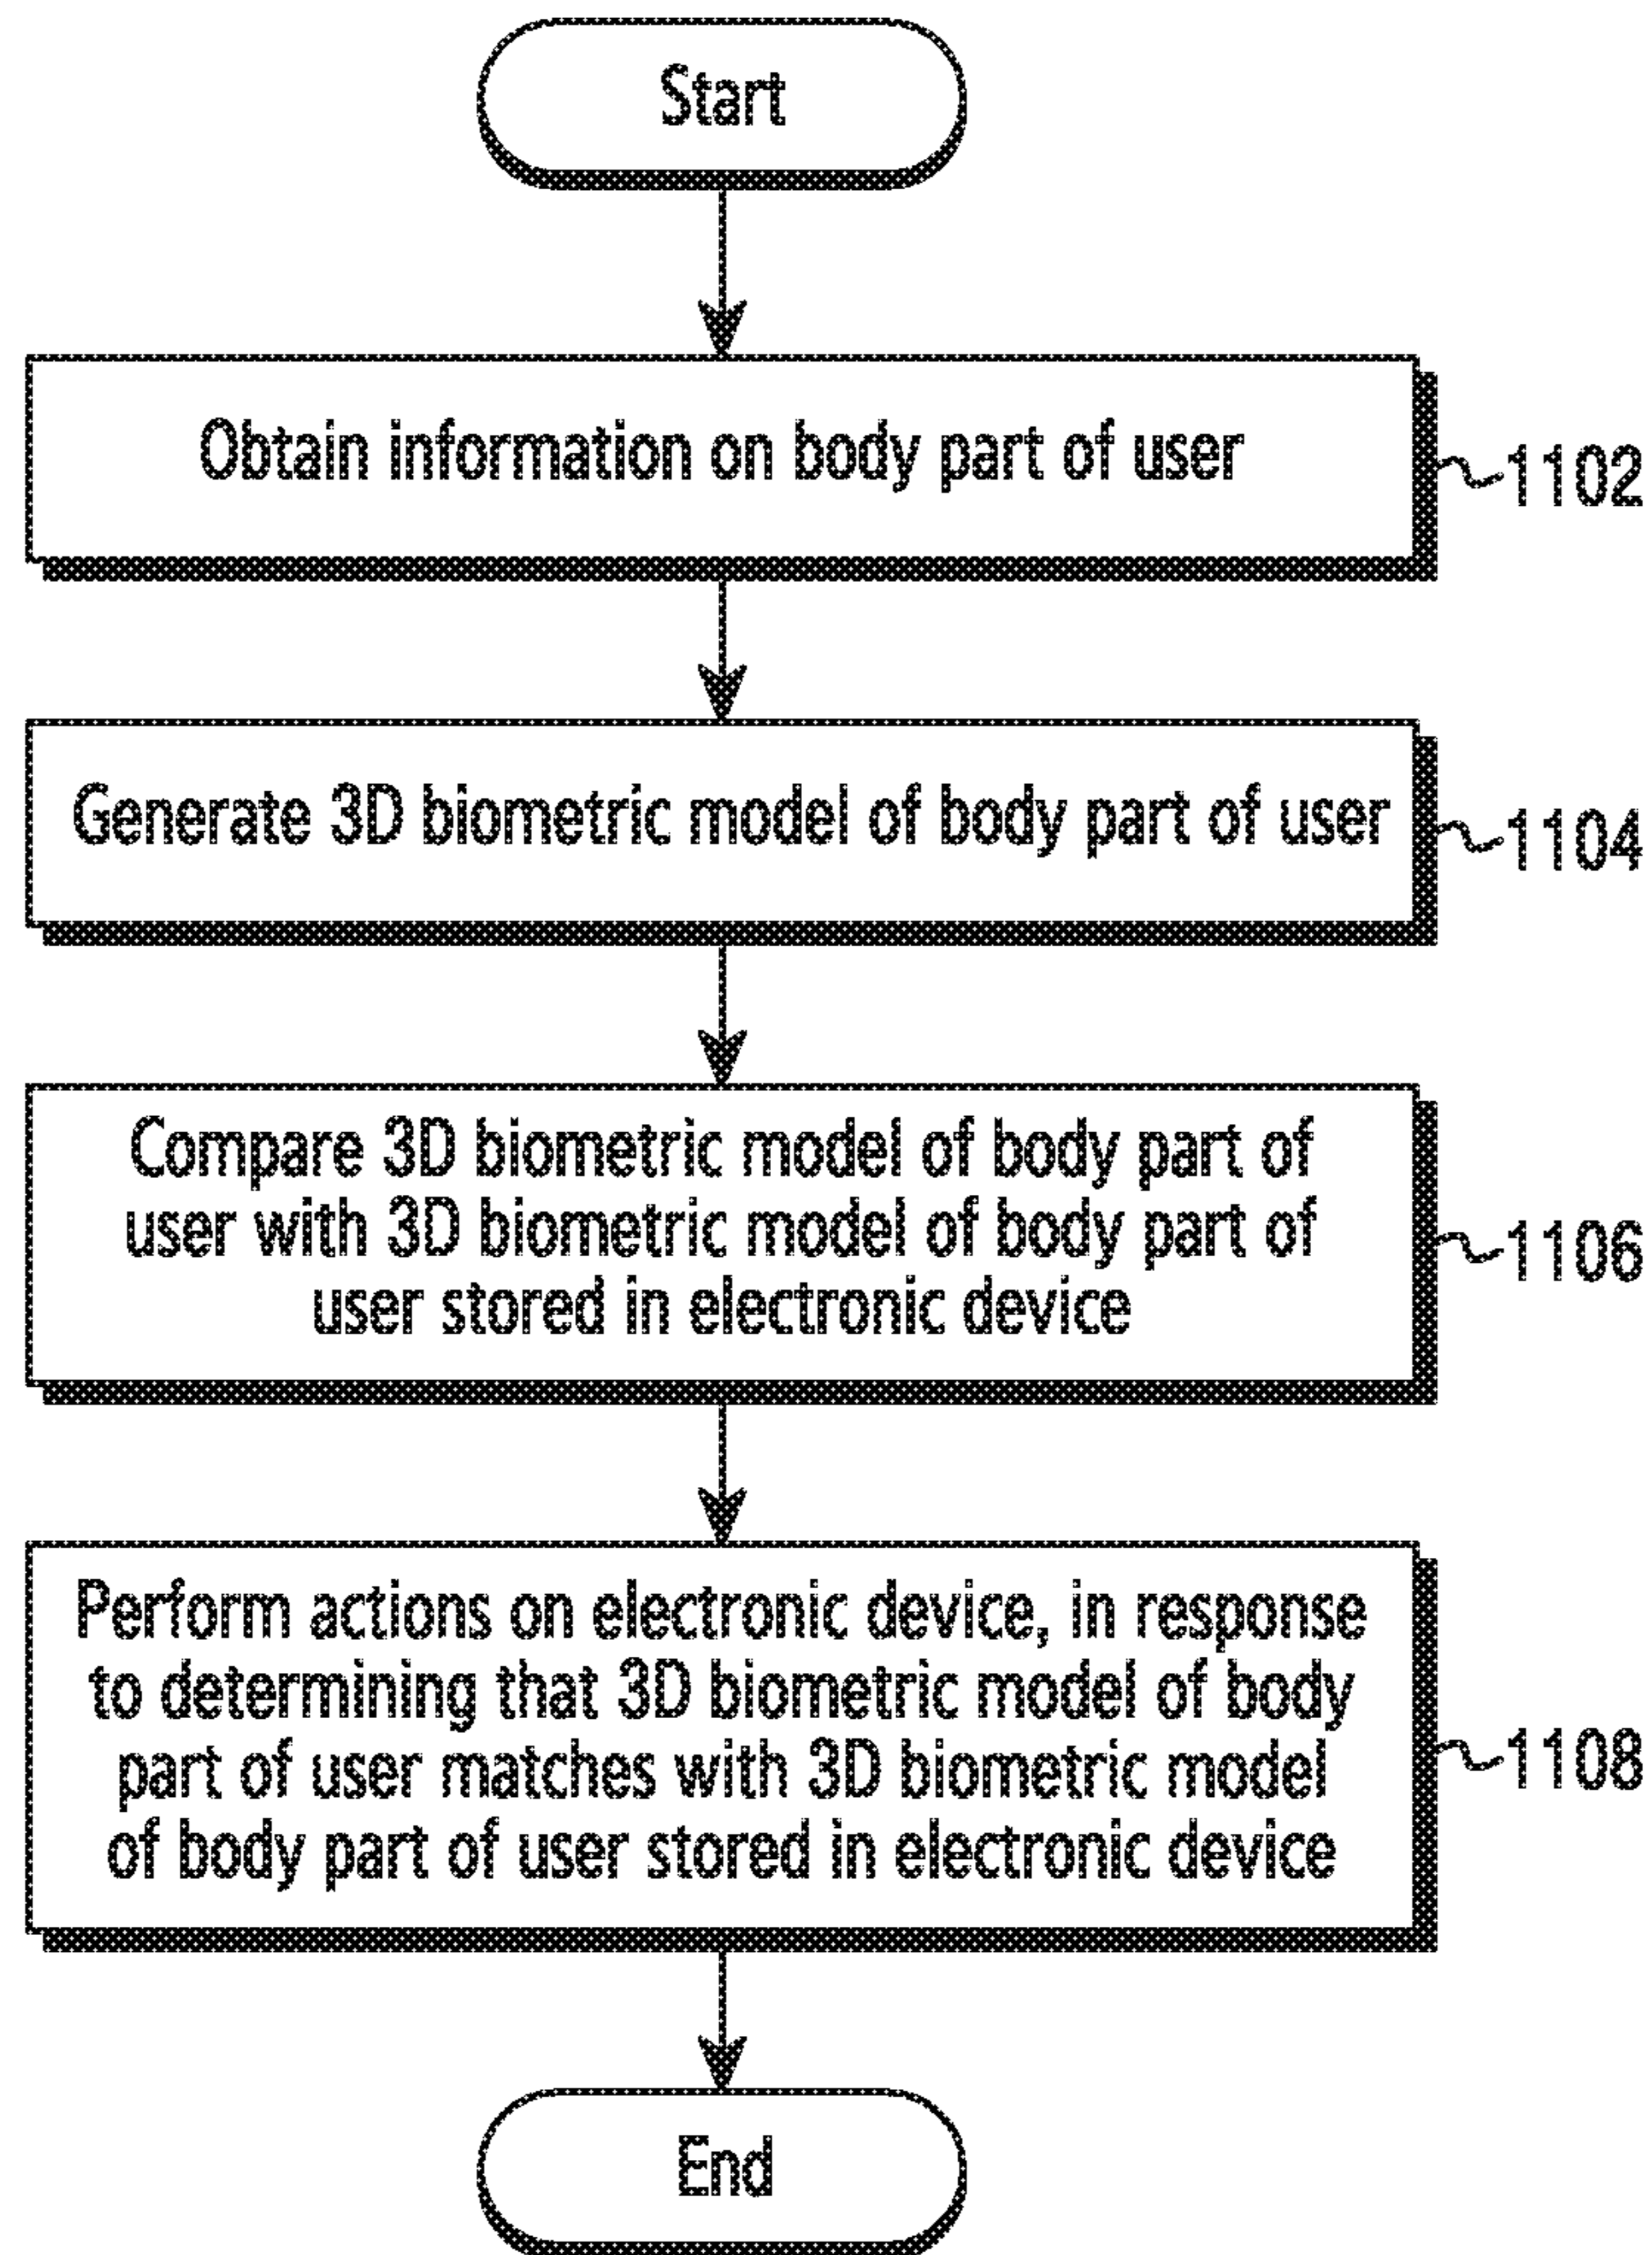 Start
Obtain information on body part of user
1102
Generate 3D biometric model of body part of user
1104
Compare 3D biometric model of body part of
user with 3D biometric model of body part of
user stored in electronic device
1106
Perform actions on electronic device, in response
to determining that 3D biometric model of body
part of user matches with 3D biometric model
of body part of user stored in electronic device
1108
End